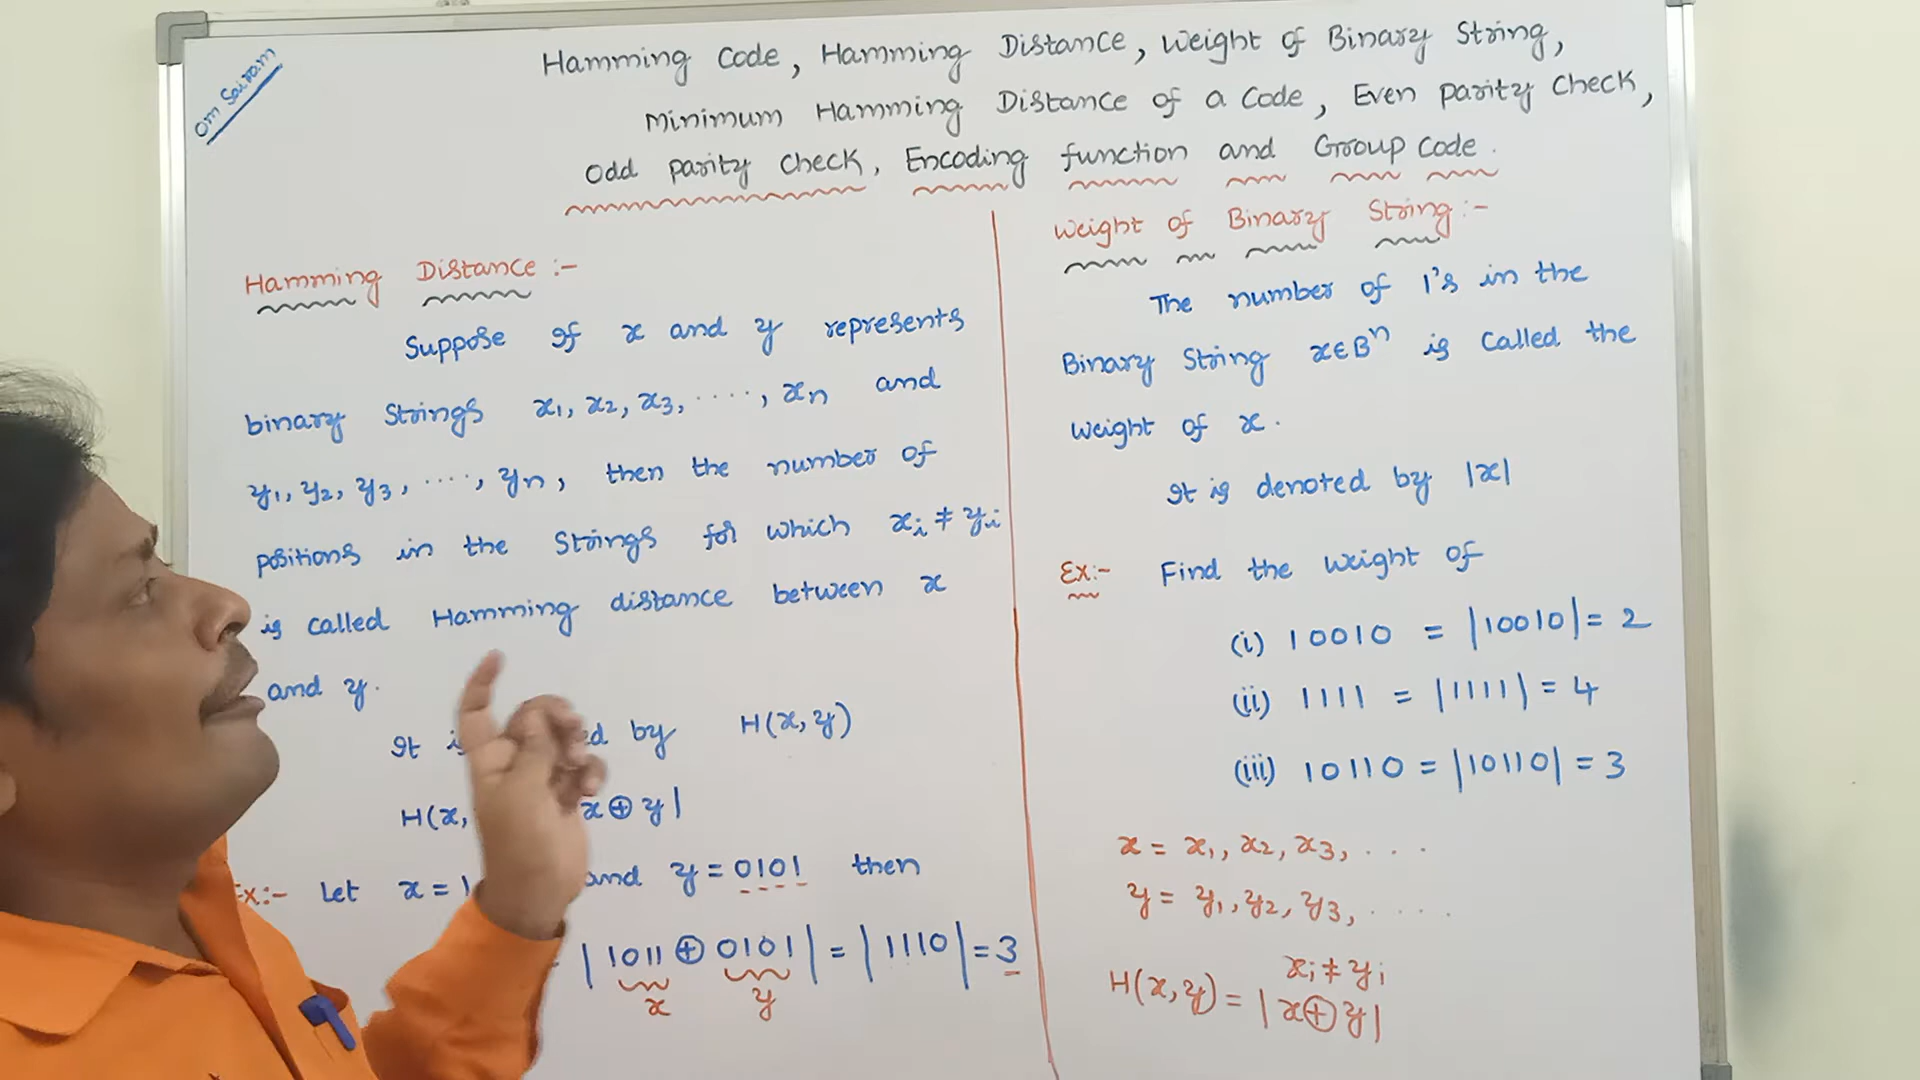 Om Sairam
Hamming Code, Hamming Distance, Weight of Binary String,
Minimum Hamming Distance of a Code, Even parity Check,
Odd parity Check, Encoding function and Group Code.
Hamming Distance :-
Suppose If x and y represents
binary Strings x1, x2, x3, ....., xn and
y1, y2, y3, ....., yn, then the number of
positions in the Strings for which xi ≠ yi
is called Hamming distance between x
and y.
It by H(x,y)
H(x, x⊕y|
Ex:- Let x=1 and y=0101 then
|1011 ⊕ 0101| = |1110| = 3
x y
Weight of Binary String :-
The number of 1's in the
Binary String x∈Bⁿ is called the
Weight of x.
It is denoted by |x|
Ex:- Find the weight of
(i) 10010 = |10010| = 2
(ii) 1111 = |1111| = 4
(iii) 10110 = |10110| = 3
x = x1, x2, x3, ....
y = y1, y2, y3, ....
xi ≠ yi
H(x,y) = |x⊕y|